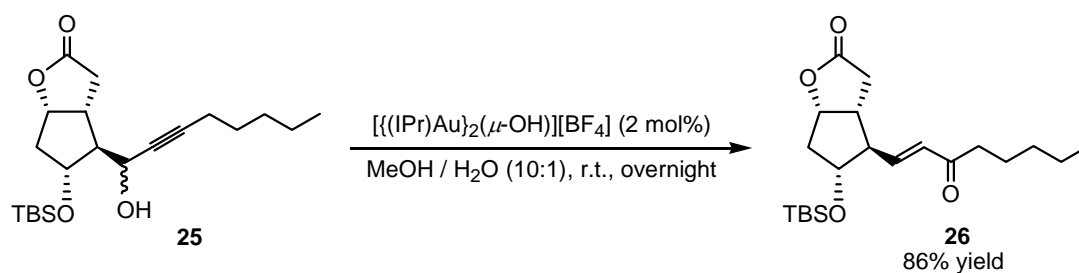 O
O
TBSO
OH
25
[{(IPr)Au}2(μ-OH)][BF4] (2 mol%)
MeOH / H2O (10:1), r.t., overnight
O
O
TBSO
O
26
86% yield